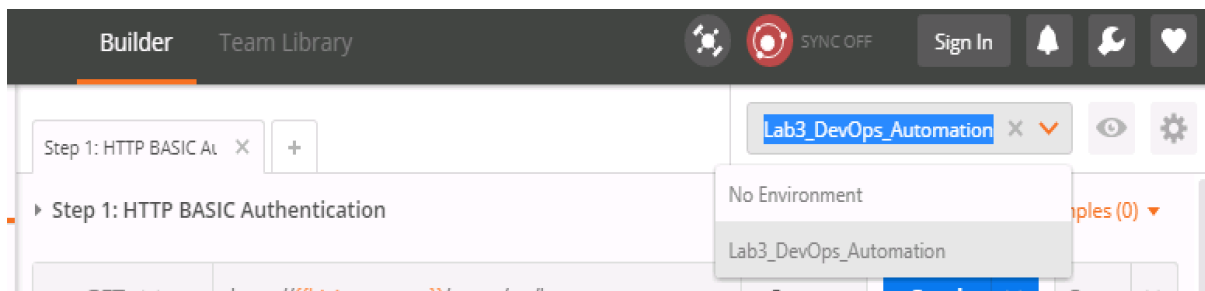 Builder Team Library SYNC OFF Sign In
Lab3_DevOps_Automation
Step 1: HTTP BASIC Au
No Environment
Step 1: HTTP BASIC Authentication
nples (0)
Lab3_DevOps_Automation